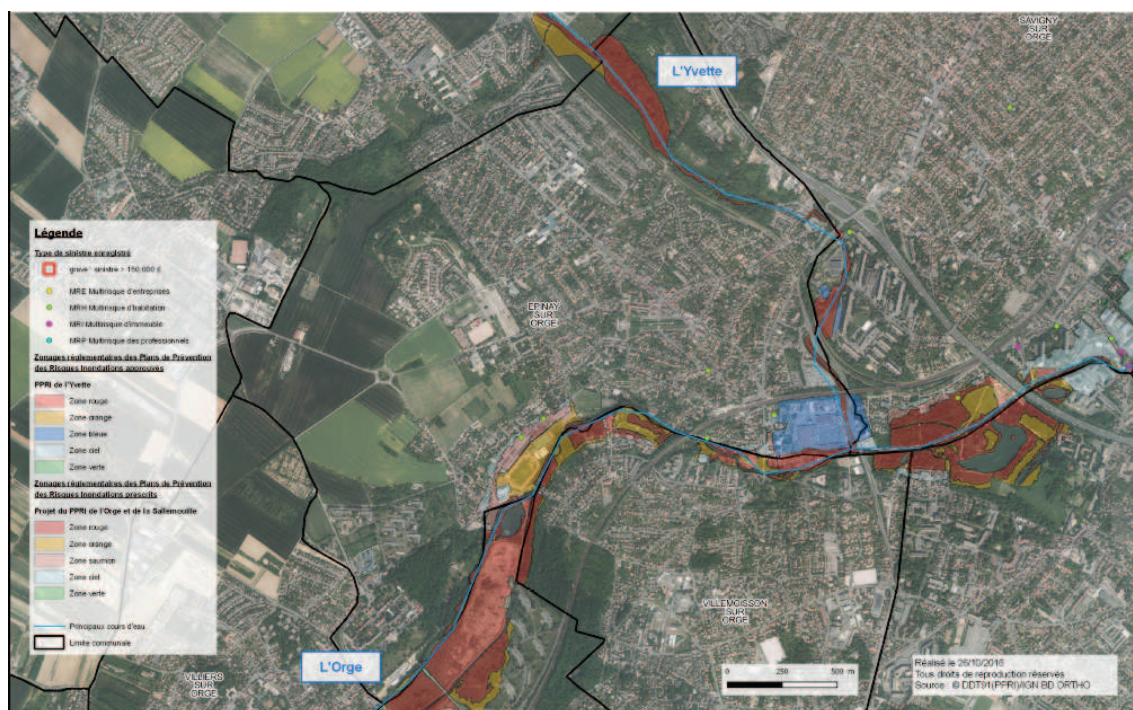 SAVIGNY
SUR
ORGE
L'Yvette
Légende
Type de sinistre enregistré
grave : sinistre > 150 000 €
MRE Multirisque d'entreprises
MRH Multirisque d'habitation
MRI Multirisque d'immeuble
MRP Multirisque des professionnels
Zonages réglementaires des Plans de Prévention
des Risques Inondations approuvés
PPRI de l'Yvette
Zone rouge
Zone orange
Zone bleue
Zone ciel
Zone verte
Zonages réglementaires des Plans de Prévention
des Risques Inondations prescrits
Projet du PPRI de l'Orge et de la Sallemouille
Zone rouge
Zone orange
Zone saumon
Zone ciel
Zone verte
Principaux cours d'eau
Limite communale
EPINAY
SUR
ORGE
VILLEMOISSON
SUR
ORGE
L'Orge
VILLIERS
SUR
ORGE
0 250 500 m
Réalisé le 26/10/2016
Tous droits de reproduction réservés
Source : © DDT91(PPRI)/IGN BD ORTHO